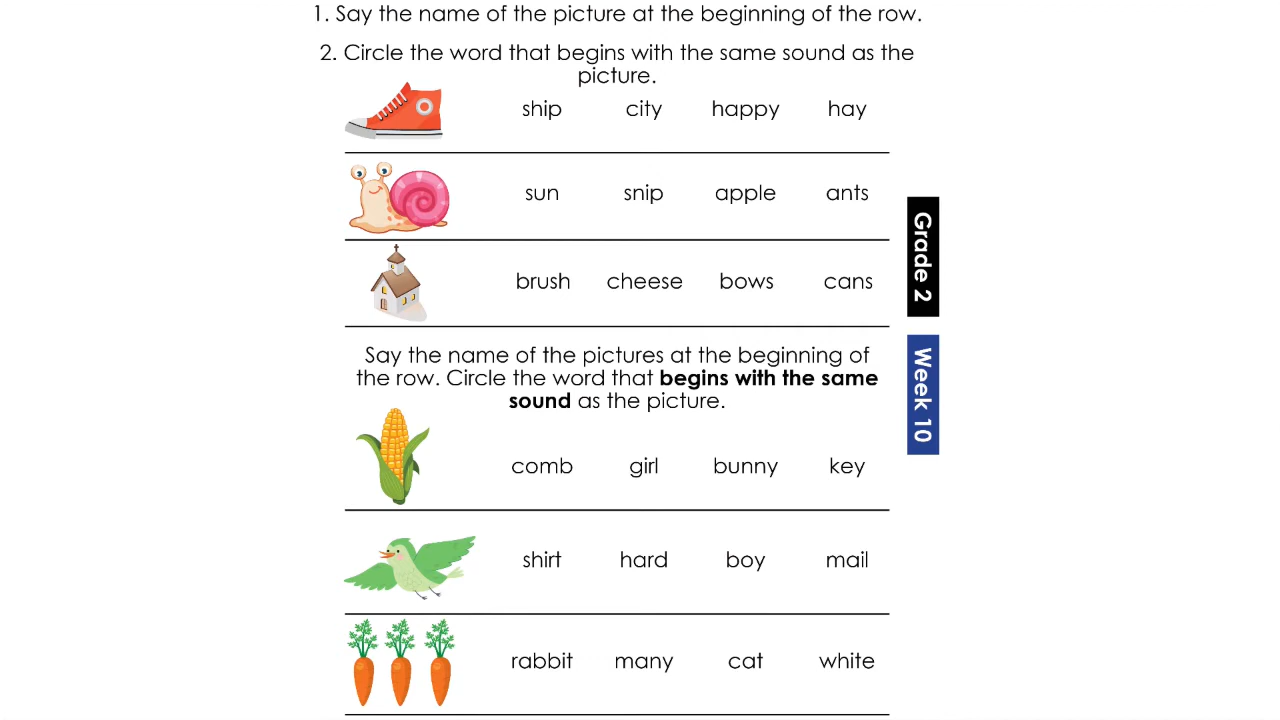 1. Say the name of the picture at the beginning of the row.
2. Circle the word that begins with the same sound as the
picture.
ship city happy hay
sun snip apple ants
brush cheese bows cans
Grade 2
Week 10
Say the name of the pictures at the beginning of
the row. Circle the word that begins with the same
sound as the picture.
comb girl bunny key
shirt hard boy mail
rabbit many cat white